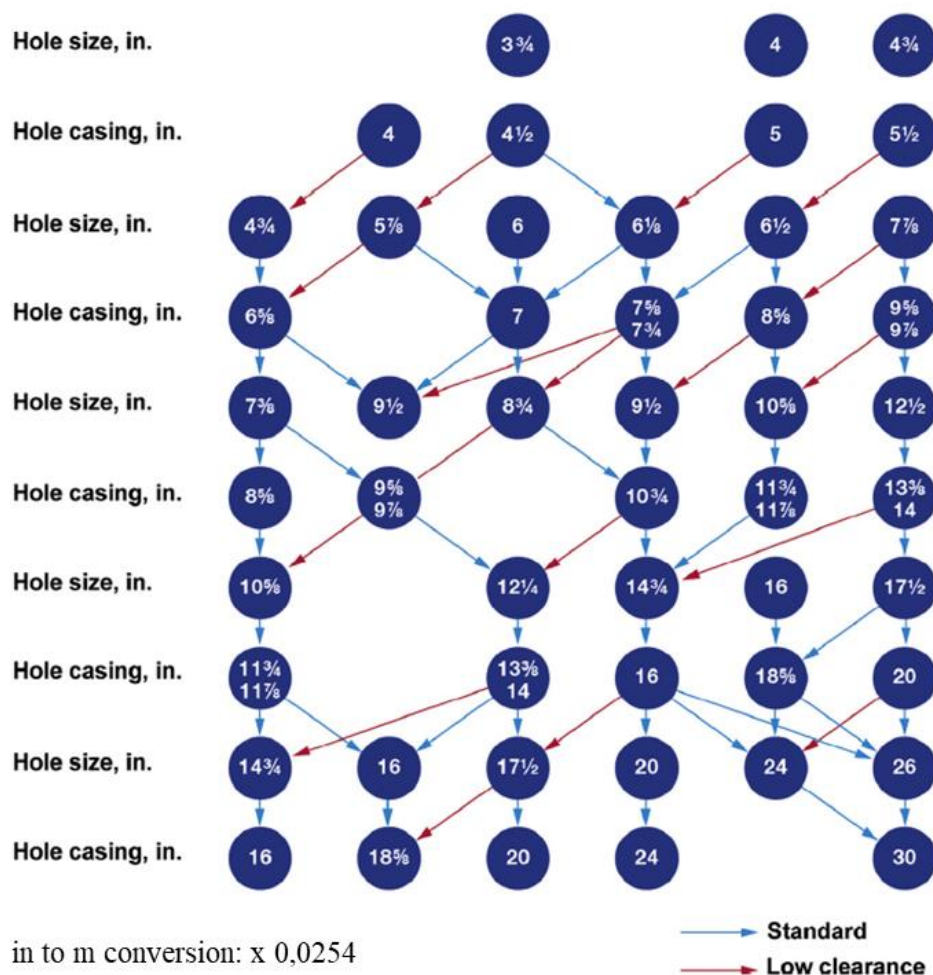 Hole size, in. 3¾ 4 4¾
Hole casing, in. 4 4½ 5 5½
Hole size, in. 4¾ 5⅞ 6 6⅛ 6½ 7⅞
Hole casing, in. 6⅝ 7 7⅝ 7¾ 8⅝ 9⅝ 9⅞
Hole size, in. 7⅜ 9½ 8¾ 9½ 10⅝ 12½
Hole casing, in. 8⅝ 9⅝ 9⅞ 10¾ 11¾ 11⅞ 13⅜ 14
Hole size, in. 10⅝ 12¼ 14¾ 16 17½
Hole casing, in. 11¾ 11⅞ 13⅜ 14 16 18⅝ 20
Hole size, in. 14¾ 16 17½ 20 24 26
Hole casing, in. 16 18⅝ 20 24 30
in to m conversion: x 0,0254
Standard
Low clearance